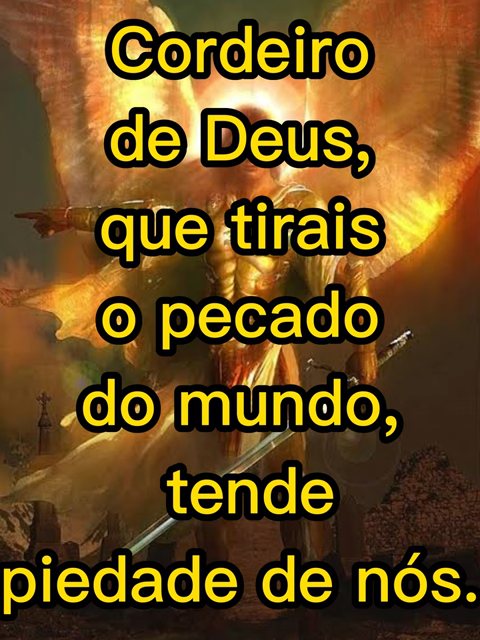 Cordeiro
de Deus,
que tirais
o pecado
do mundo,
tende
piedade de nós.